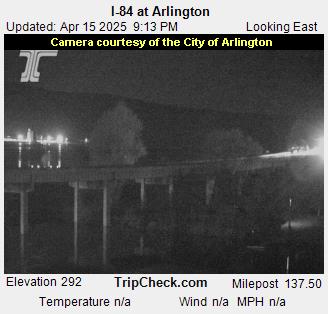 I-84 at Arlington
Updated: Apr 15 2025 9:13 PM Looking East
Camera courtesy of the City of Arlington
Elevation 292 TripCheck.com Milepost 137.50
Temperature n/a Wind n/a MPH n/a